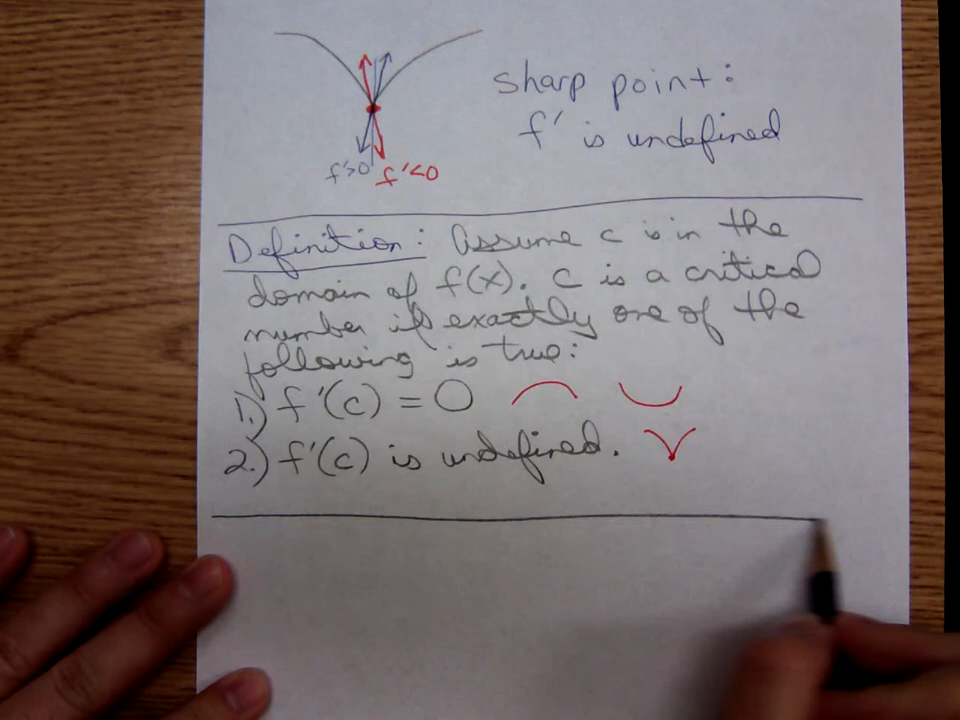 sharp point:
f' is undefined
f'>0 f'<0
Definition: Assume c is in the
domain of f(x). c is a critical
number if exactly one of the
following is true:
1.) f'(c) = 0
2.) f'(c) is undefined.